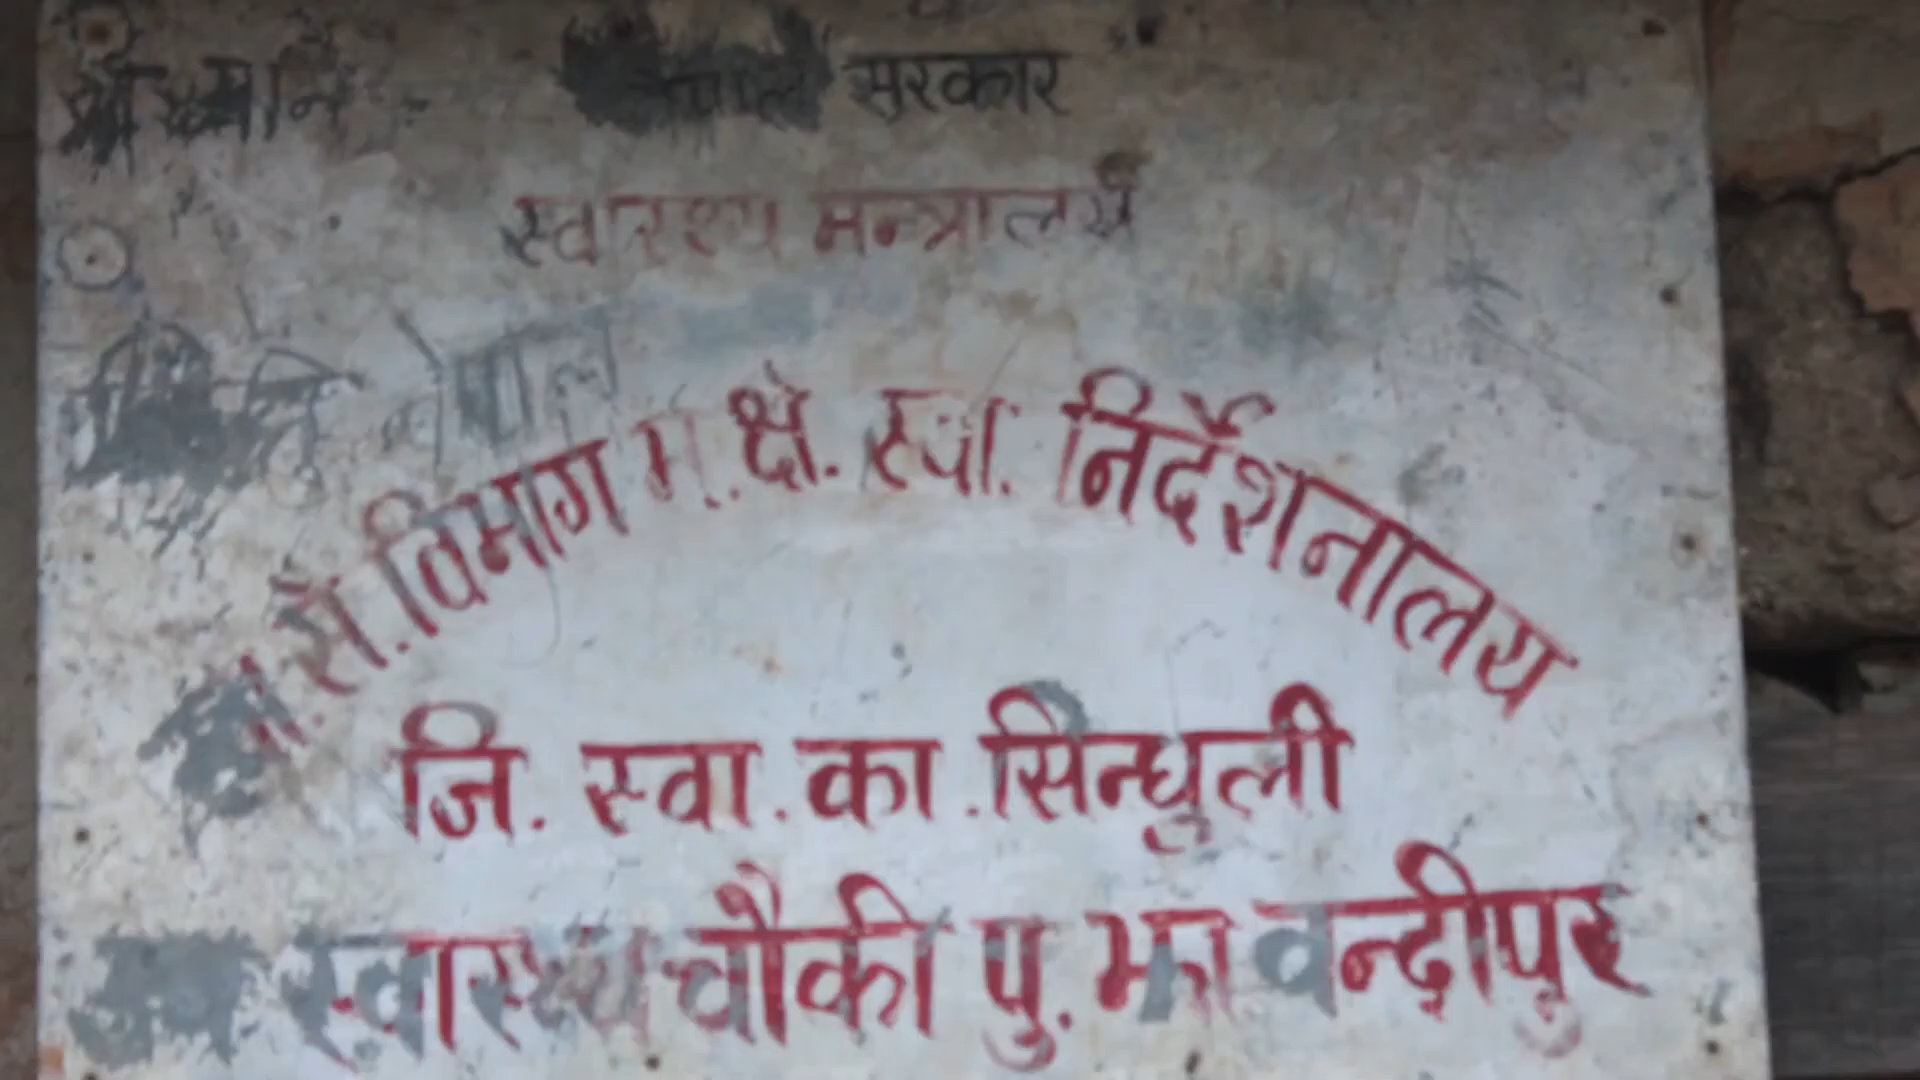 नेपाल सरकार
स्वास्थ्य मन्त्रालय
नेपाल
से. विभाग म. क्षे. स्वा. निर्देशनालय
जि. स्वा. का. सिन्धुली
स्वास्थ्य चौकी पु. झा वन्दीपुर